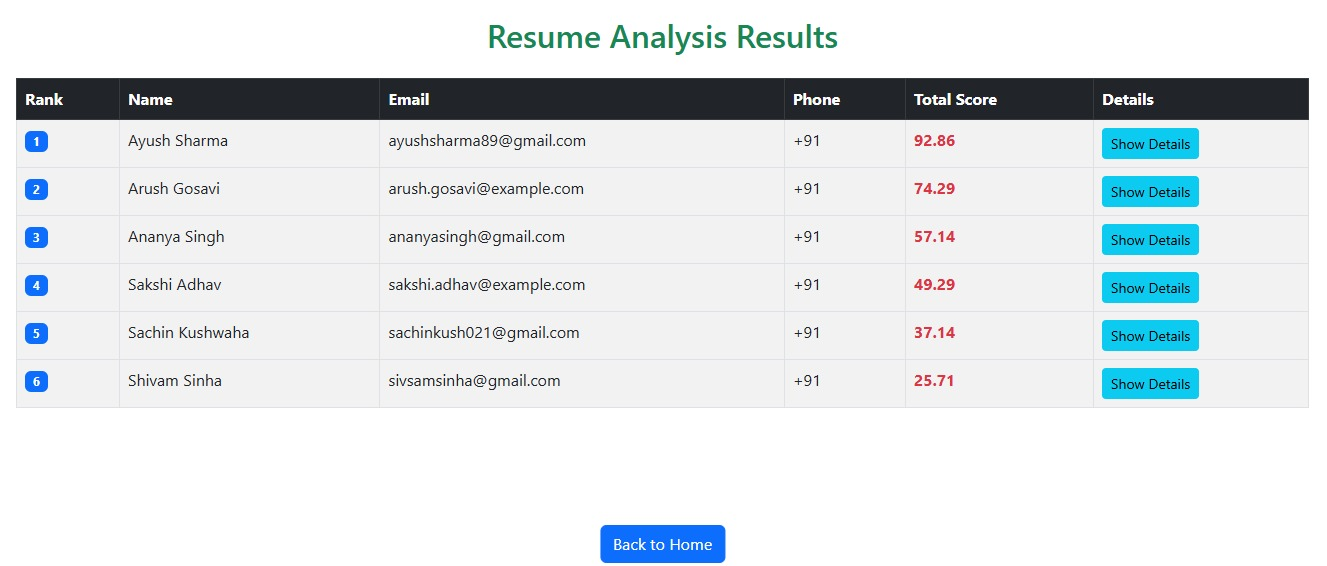 Resume Analysis Results
Rank Name Email Phone Total Score Details
1 Ayush Sharma ayushsharma89@gmail.com +91 92.86 Show Details
2 Arush Gosavi arush.gosavi@example.com +91 74.29 Show Details
3 Ananya Singh ananyasingh@gmail.com +91 57.14 Show Details
4 Sakshi Adhav sakshi.adhav@example.com +91 49.29 Show Details
5 Sachin Kushwaha sachinkush021@gmail.com +91 37.14 Show Details
6 Shivam Sinha sivsamsinha@gmail.com +91 25.71 Show Details
Back to Home